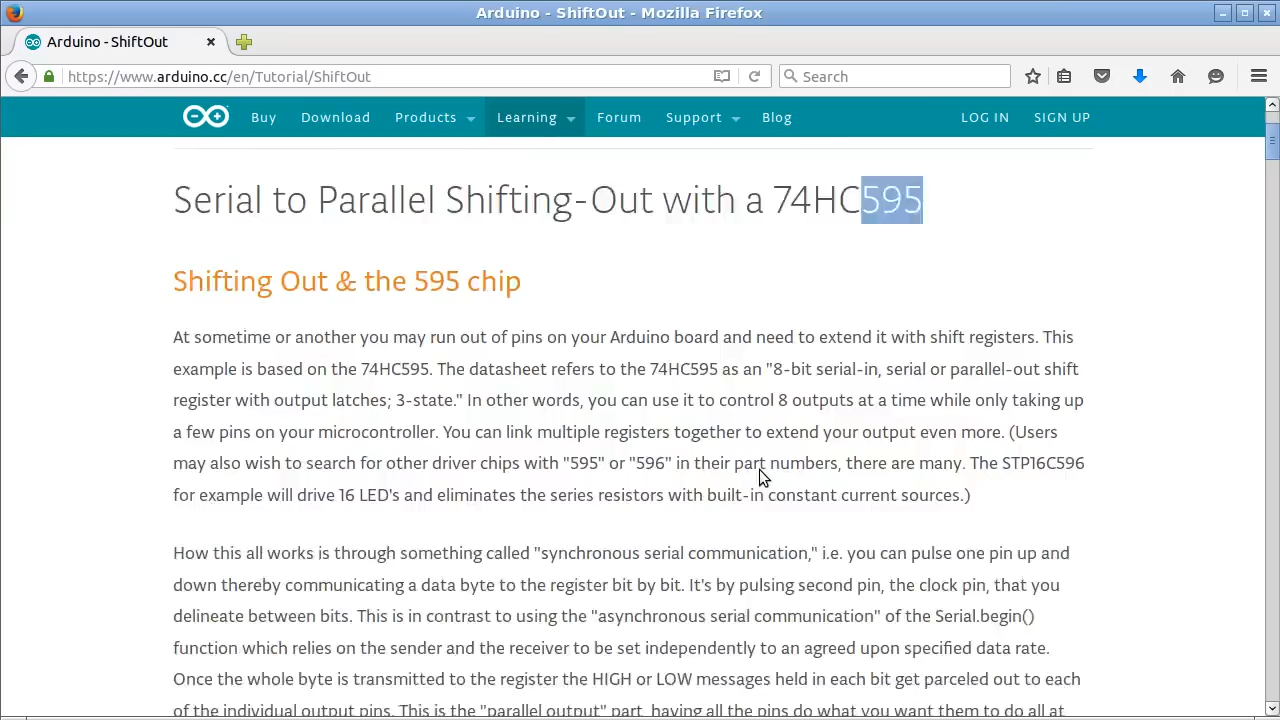 Arduino - ShiftOut - Mozilla Firefox
Arduino - ShiftOut
https://www.arduino.cc/en/Tutorial/ShiftOut
Search
Buy Download Products Learning Forum Support Blog LOG IN SIGN UP
Serial to Parallel Shifting-Out with a 74HC595
Shifting Out & the 595 chip
At sometime or another you may run out of pins on your Arduino board and need to extend it with shift registers. This
example is based on the 74HC595. The datasheet refers to the 74HC595 as an "8-bit serial-in, serial or parallel-out shift
register with output latches; 3-state." In other words, you can use it to control 8 outputs at a time while only taking up
a few pins on your microcontroller. You can link multiple registers together to extend your output even more. (Users
may also wish to search for other driver chips with "595" or "596" in their part numbers, there are many. The STP16C596
for example will drive 16 LED's and eliminates the series resistors with built-in constant current sources.)
How this all works is through something called "synchronous serial communication," i.e. you can pulse one pin up and
down thereby communicating a data byte to the register bit by bit. It's by pulsing second pin, the clock pin, that you
delineate between bits. This is in contrast to using the "asynchronous serial communication" of the Serial.begin()
function which relies on the sender and the receiver to be set independently to an agreed upon specified data rate.
Once the whole byte is transmitted to the register the HIGH or LOW messages held in each bit get parceled out to each
of the individual output pins. This is the "parallel output" part, having all the pins do what you want them to do all at